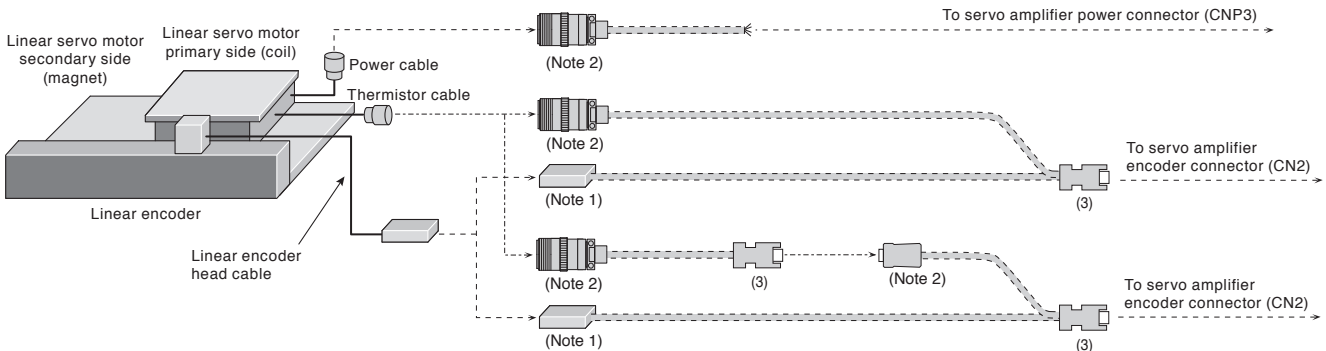 To servo amplifier power connector (CNP3)
Linear servo motor
secondary side
(magnet)
Linear servo motor
primary side (coil)
Power cable
(Note 2)
Thermistor cable
(Note 2)
To servo amplifier
encoder connector (CN2)
(Note 1)
(3)
Linear encoder
Linear encoder
head cable
(Note 2)
(3)
(Note 2)
To servo amplifier
encoder connector (CN2)
(Note 1)
(3)